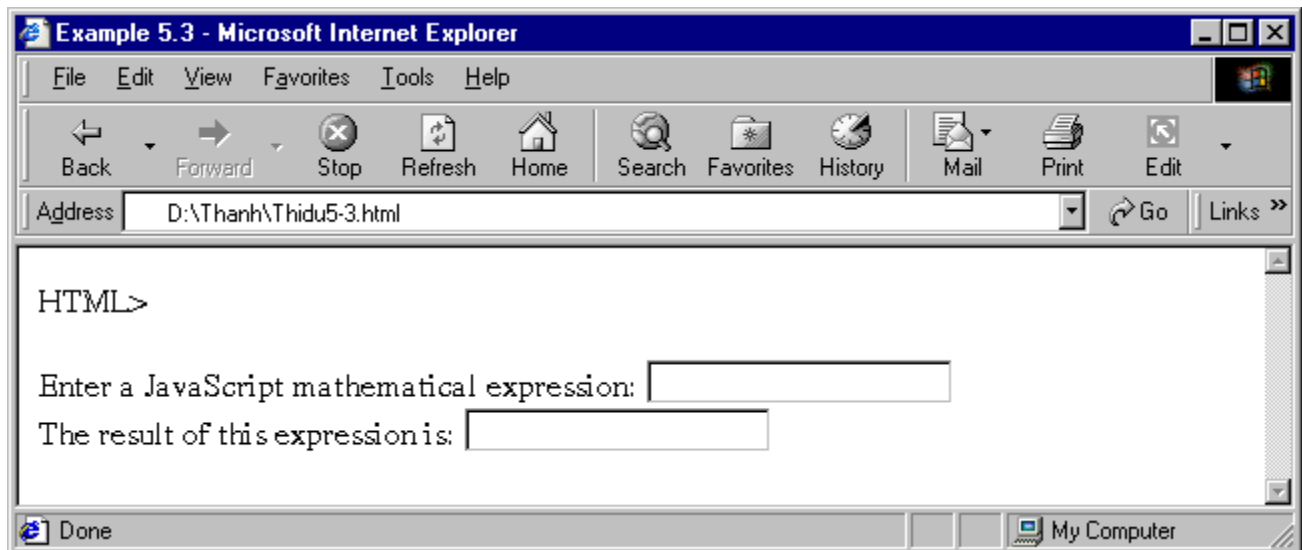 Example 5.3 - Microsoft Internet Explorer
File Edit View Favorites Tools Help
Back Forward Stop Refresh Home Search Favorites History Mail Print Edit
Address D:\Thanh\Thidu5-3.html Go Links »
HTML>
Enter a JavaScript mathematical expression:
The result of this expression is:
Done My Computer